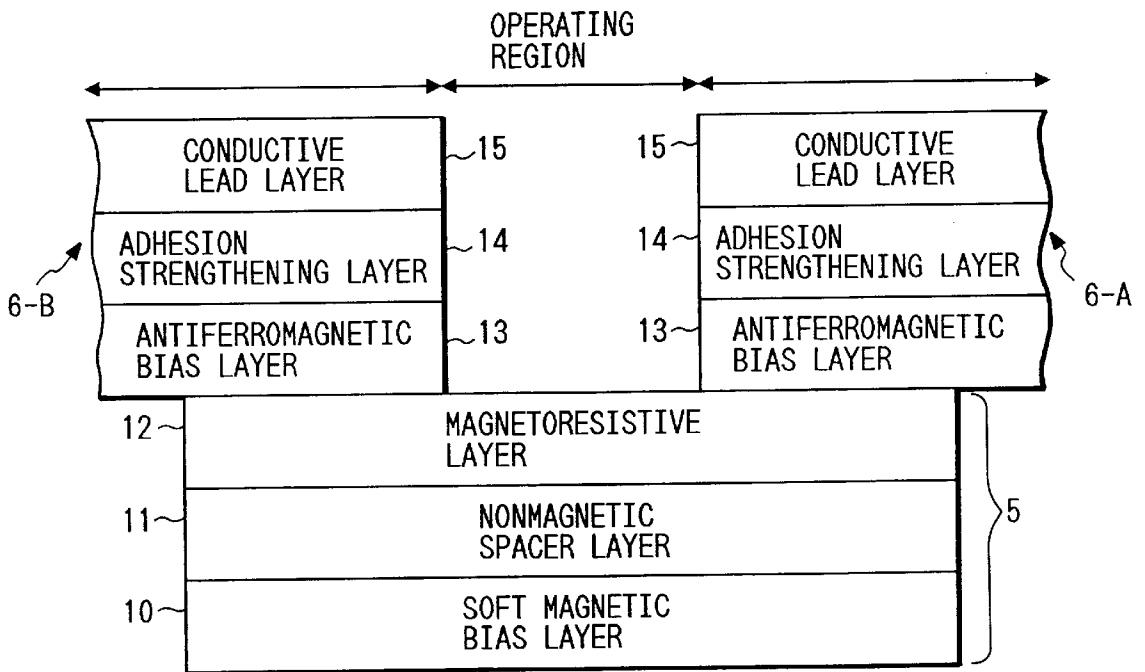 OPERATING
REGION
CONDUCTIVE
LEAD LAYER
15
15
CONDUCTIVE
LEAD LAYER
ADHESION
STRENGTHENING LAYER
14
14
ADHESION
STRENGTHENING LAYER
6-B
6-A
ANTIFERROMAGNETIC
BIAS LAYER
13
13
ANTIFERROMAGNETIC
BIAS LAYER
12
MAGNETORESISTIVE
LAYER
11
NONMAGNETIC
SPACER LAYER
5
10
SOFT MAGNETIC
BIAS LAYER